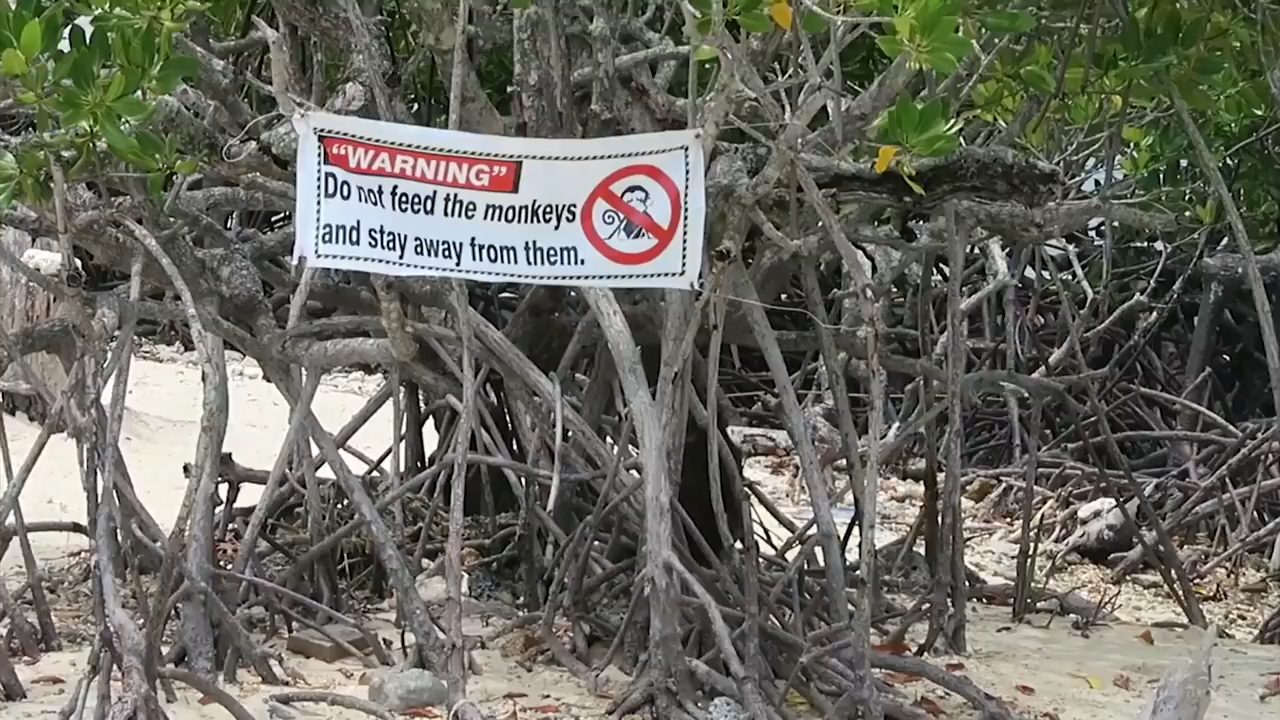 “WARNING”
Do not feed the monkeys
and stay away from them.